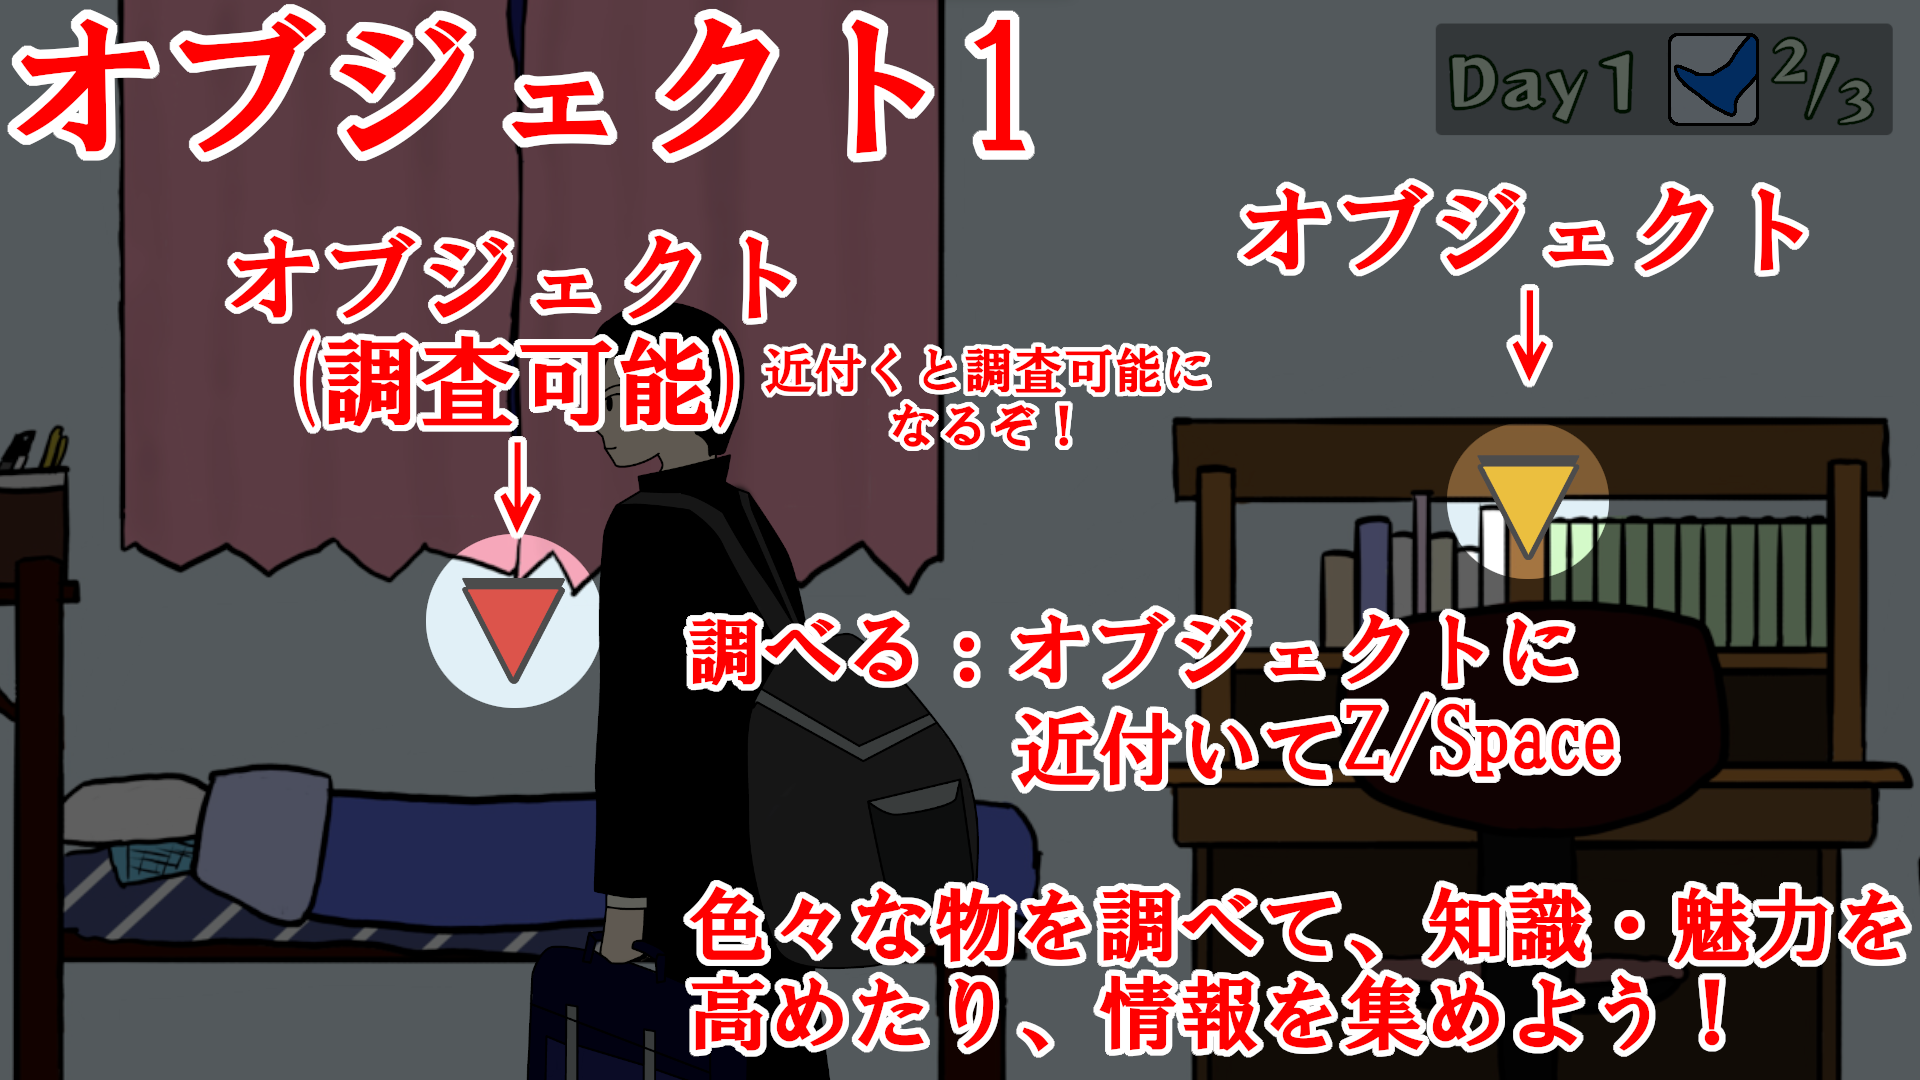 オブジェクト1
Day1 2/3
オブジェクト
オブジェクト
(調査可能)
近付くと調査可能に
なるぞ！
調べる：オブジェクトに
近付いてZ/Space
色々な物を調べて、知識・魅力を
高めたり、情報を集めよう！